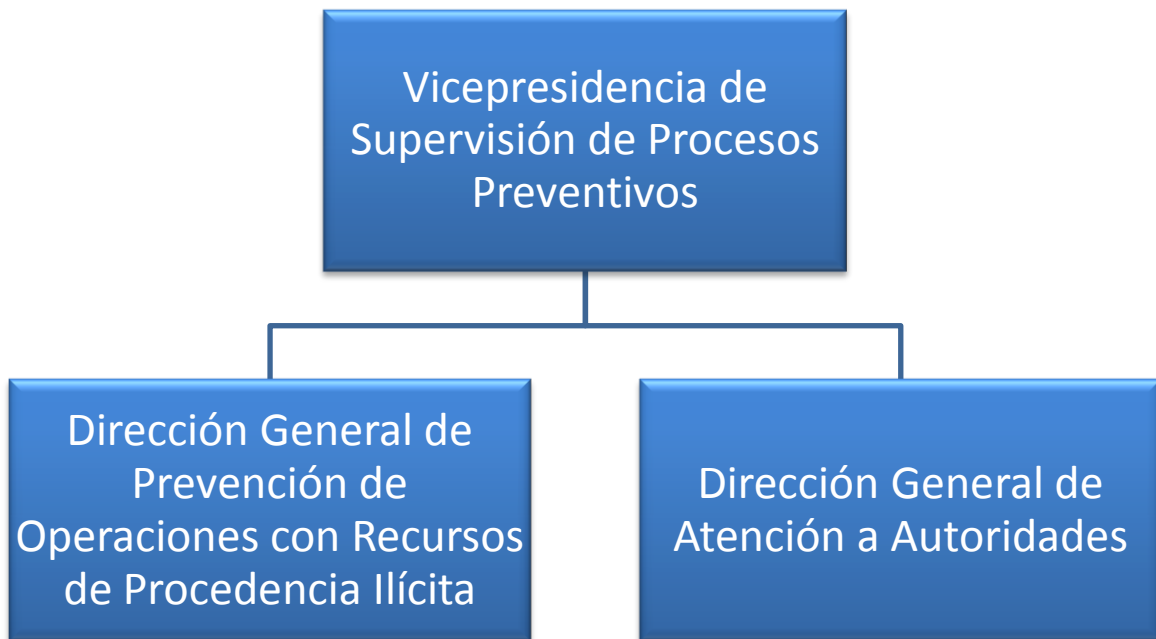 Vicepresidencia de
Supervisión de Procesos
Preventivos
Dirección General de
Prevención de
Operaciones con Recursos
de Procedencia Ilícita
Dirección General de
Atención a Autoridades